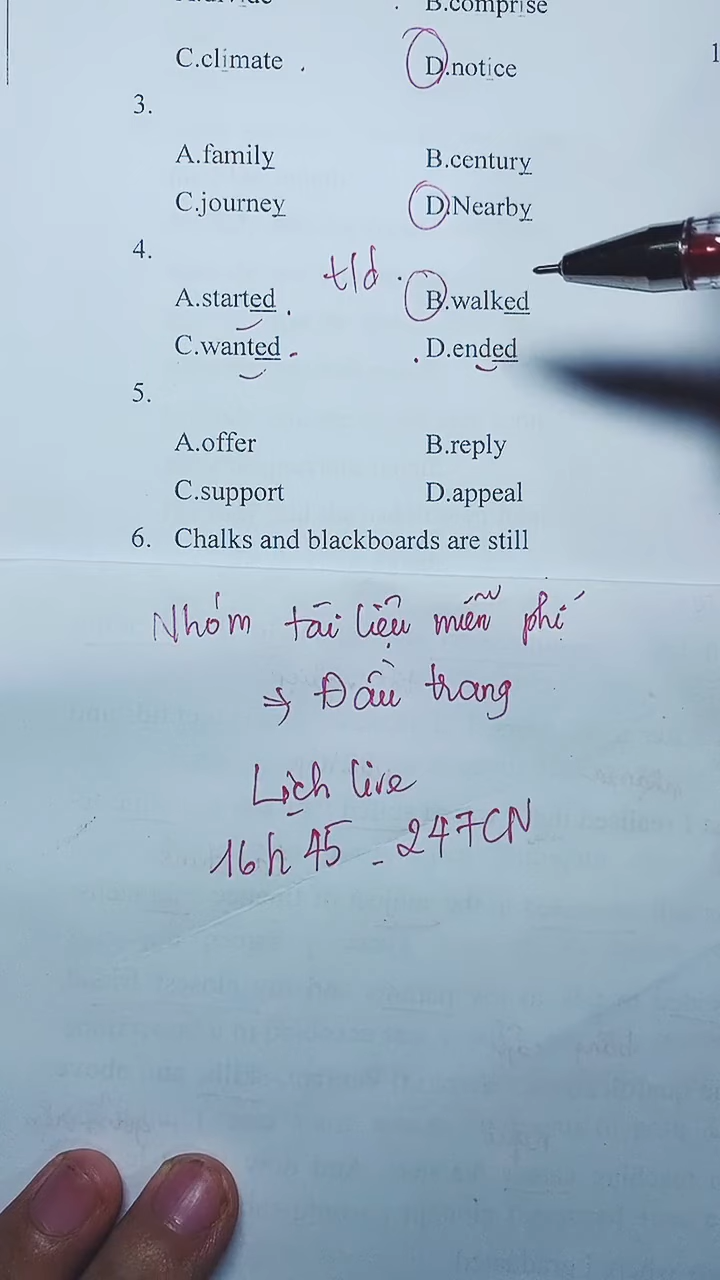 B.comprise
C.climate . D.notice
3.
A.family B.century
C.journey D.Nearby
4. t/d
A.started B.walked
C.wanted D.ended
5.
A.offer B.reply
C.support D.appeal
6. Chalks and blackboards are still
Nhóm tài liệu miễn phí
→ Đầu trang
Lịch live
16h45 - 247CN